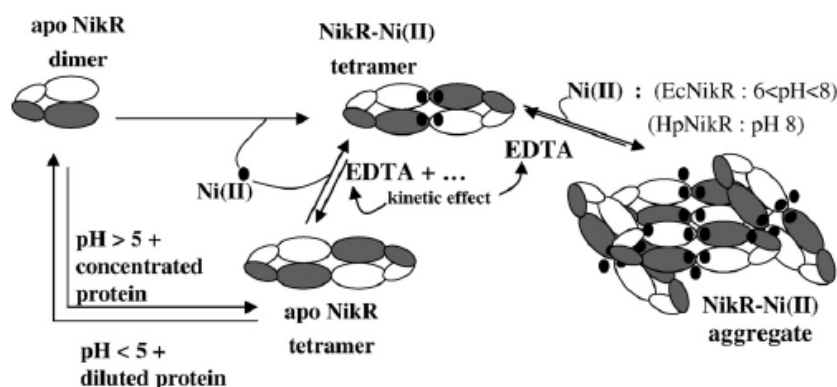 apo NikR
dimer
NikR-Ni(II)
tetramer
Ni(II) : (EcNikR : 6<pH<8)
(HpNikR : pH 8)
EDTA
EDTA + ...
kinetic effect
Ni(II)
pH > 5 +
concentrated
protein
apo NikR
tetramer
pH < 5 +
diluted protein
NikR-Ni(II)
aggregate